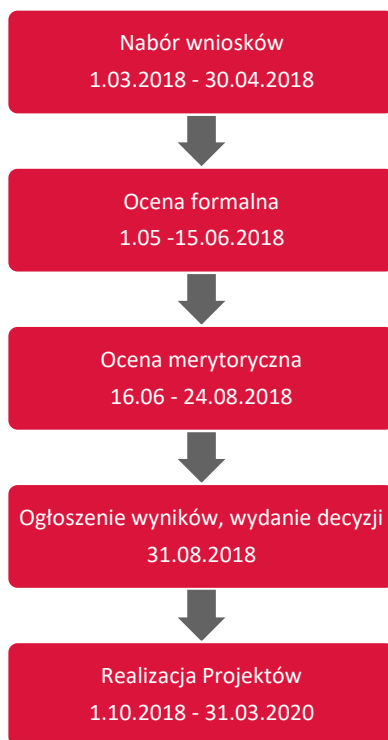 Nabór wniosków
1.03.2018 - 30.04.2018
Ocena formalna
1.05 -15.06.2018
Ocena merytoryczna
16.06 - 24.08.2018
Ogłoszenie wyników, wydanie decyzji
31.08.2018
Realizacja Projektów
1.10.2018 - 31.03.2020